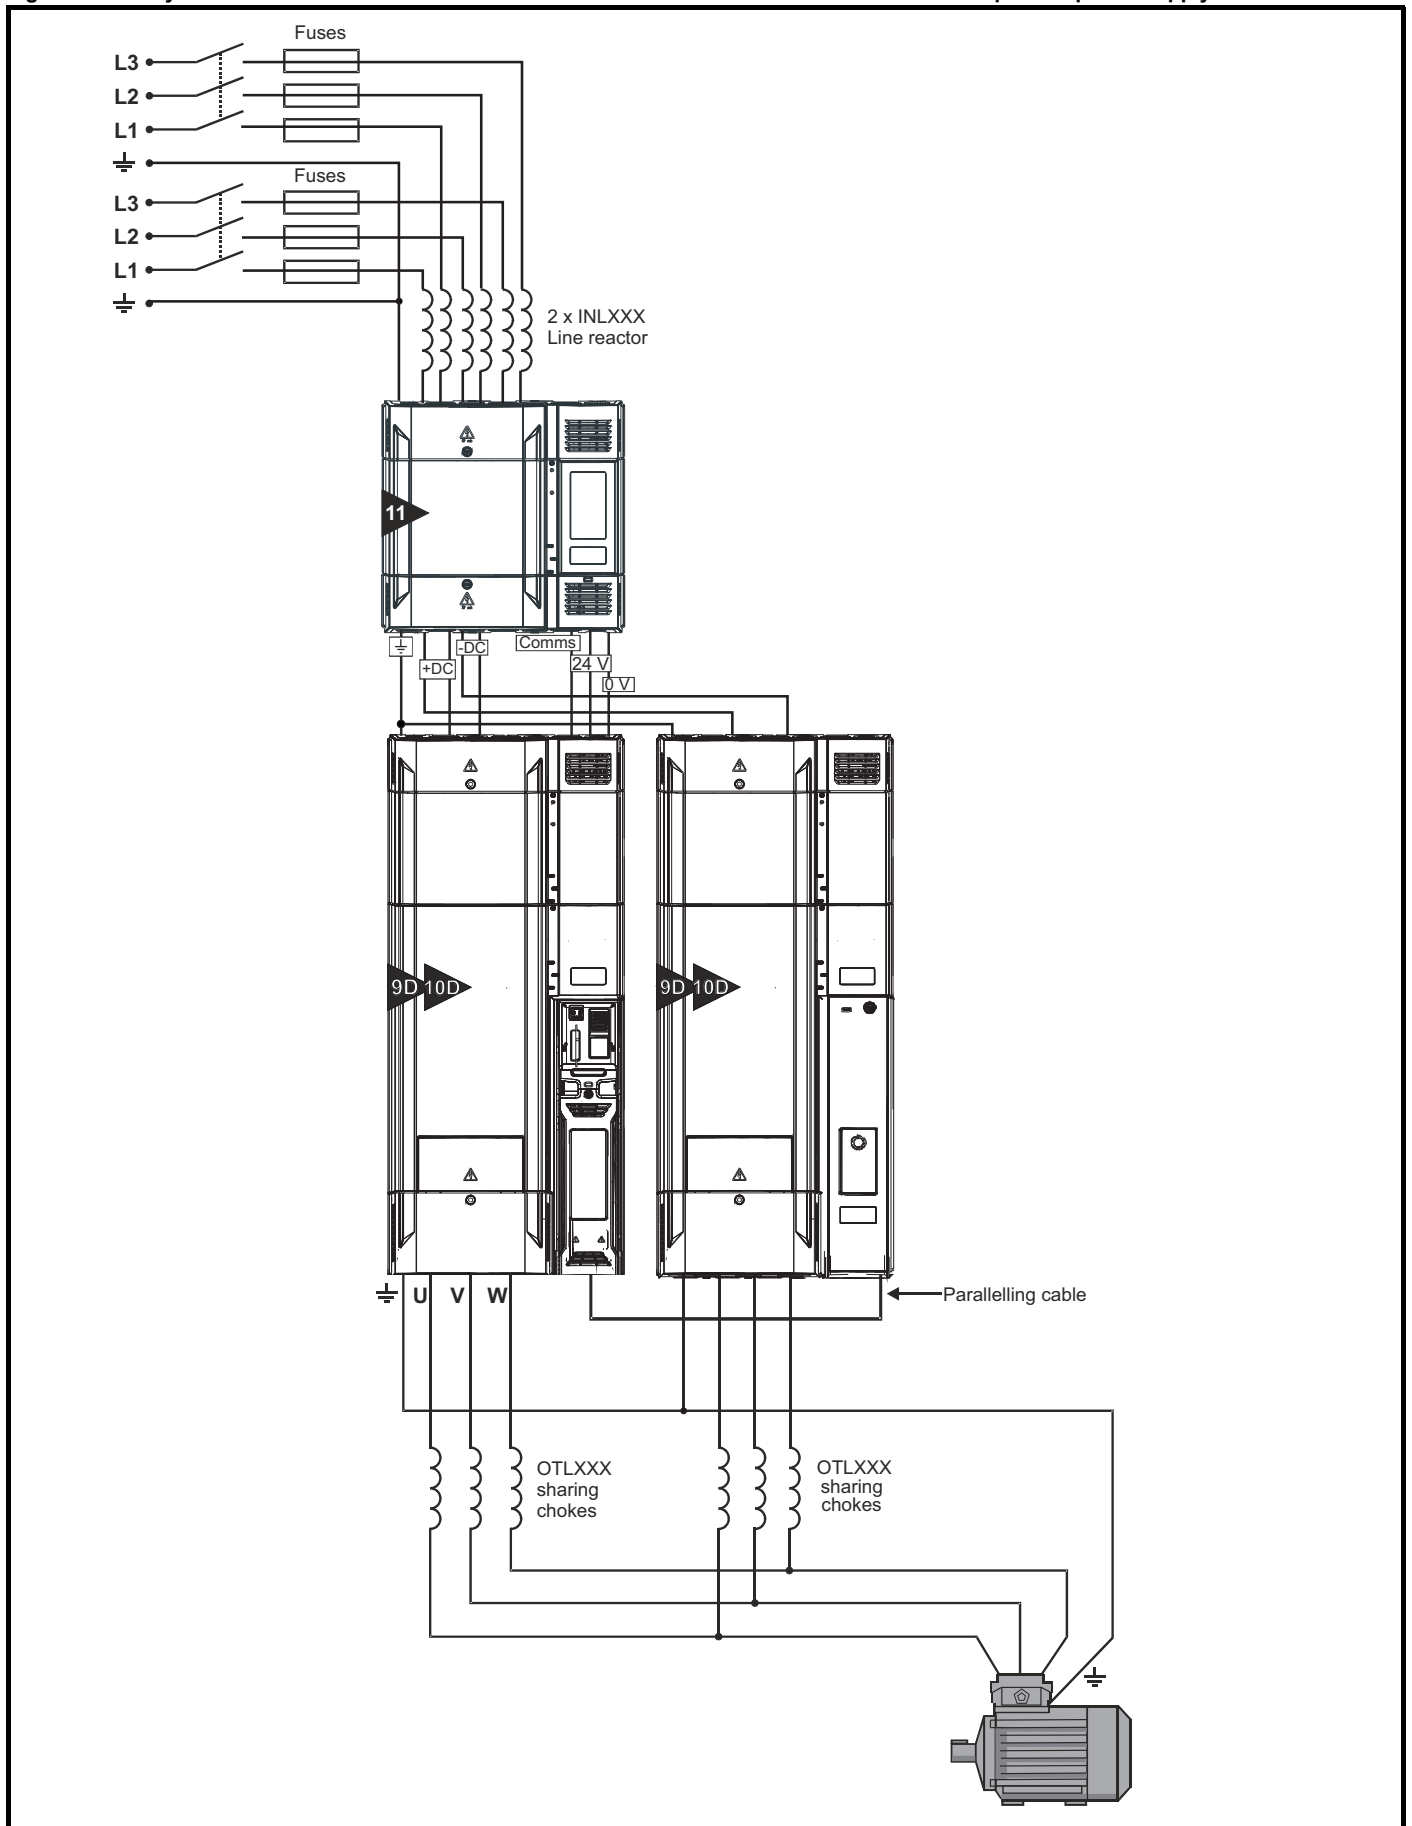 Fuses
L3
L2
L1
Fuses
L3
L2
L1
2 x INLXXX
Line reactor
11
-DC
Comms
+DC
24 V
0 V
9D 10D
9D 10D
U V W
Parallelling cable
OTLXXX
sharing
chokes
OTLXXX
sharing
chokes